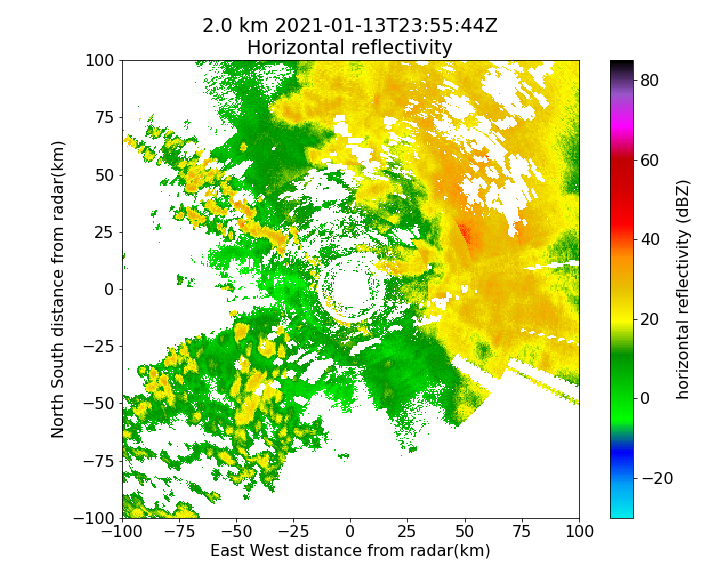 2.0 km 2021-01-13T23:55:44Z
Horizontal reflectivity
100
75
50
25
0
−25
−50
−75
−100
North South distance from radar(km)
−100 −75 −50 −25 0 25 50 75 100
East West distance from radar(km)
80
60
40
20
0
−20
horizontal reflectivity (dBZ)